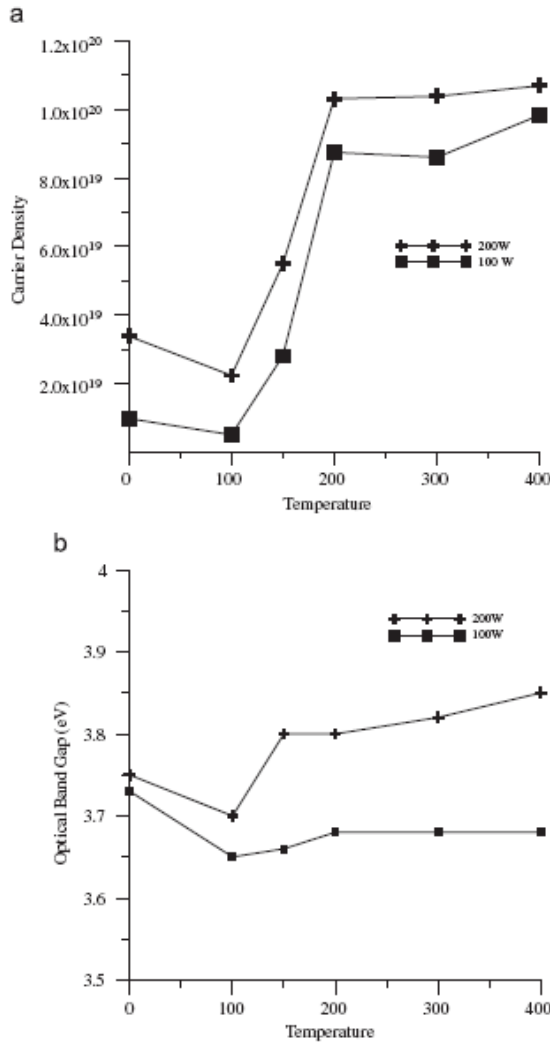 a
1.2x10²⁰
1.0x10²⁰
8.0x10¹⁹
6.0x10¹⁹
4.0x10¹⁹
2.0x10¹⁹
Carrier Density
200W
100 W
0 100 200 300 400
Temperature
b
4
3.9
3.8
3.7
3.6
3.5
Optical Band Gap (eV)
200W
100W
0 100 200 300 400
Temperature